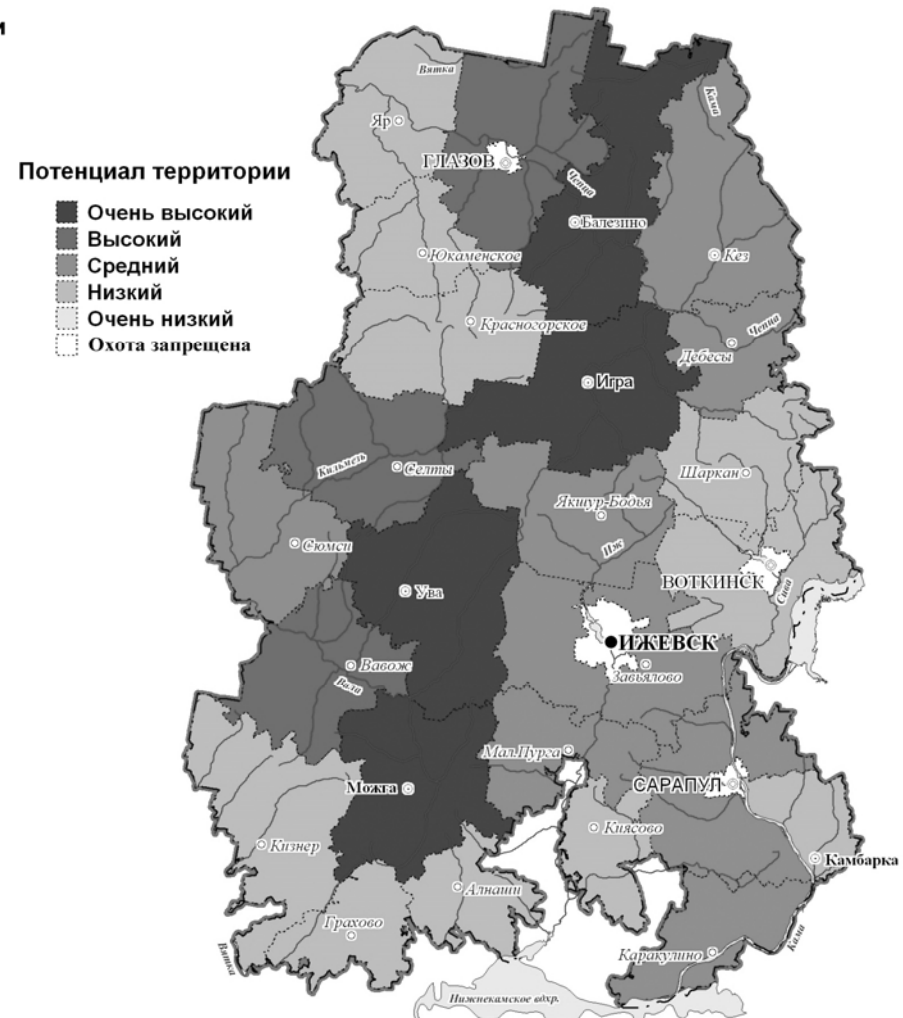 и
Потенциал территории
Очень высокий
Высокий
Средний
Низкий
Очень низкий
Охота запрещена
Вятка
Кама
Яр
ГЛАЗОВ
Чепца
Балезино
Юкаменское
Кез
Красногорское
Чепца
Дебесы
Игра
Кильмезь
Селты
Шаркан
Якшур-Бодья
Сюмси
Иж
ВОТКИНСК
Сива
Ува
ИЖЕВСК
Завьялово
Вавож
Вала
Мал.Пурга
Можга
САРАПУЛ
Киясово
Кизнер
Камбарка
Алнаши
Грахово
Вятка
Каракулино
Кама
Нижнекамское вдхр.